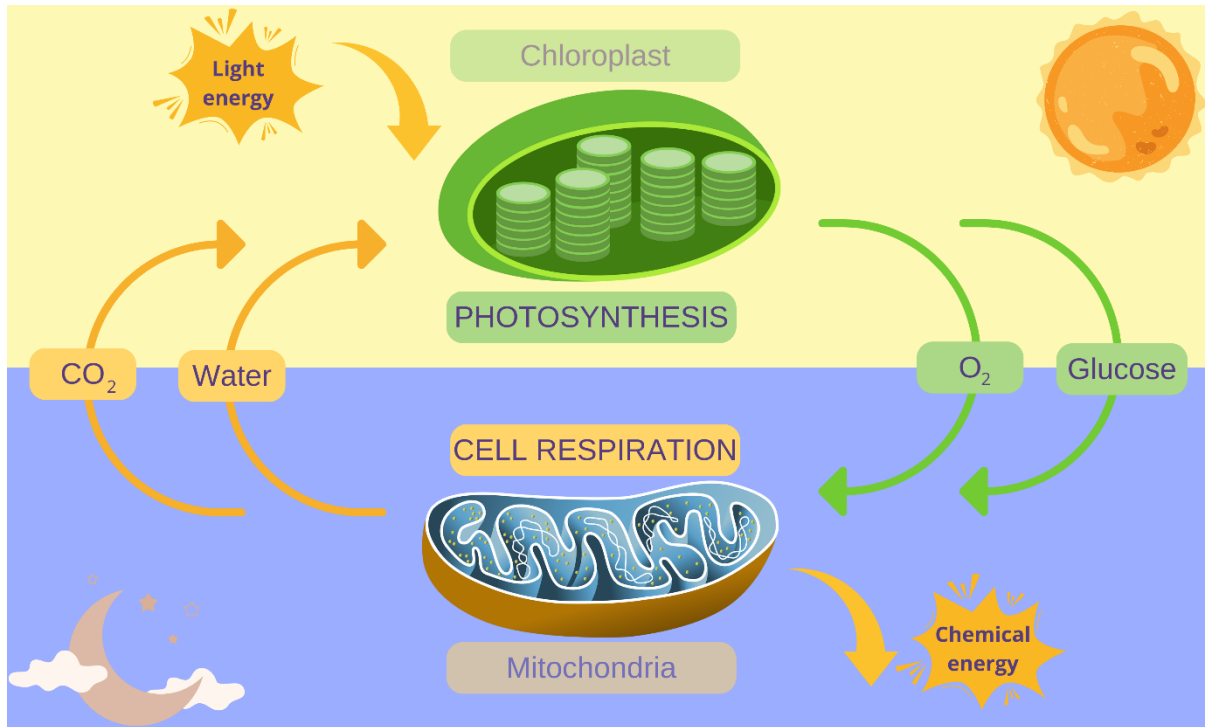 Light
energy
Chloroplast
PHOTOSYNTHESIS
CO₂
Water
O₂
Glucose
CELL RESPIRATION
Mitochondria
Chemical
energy